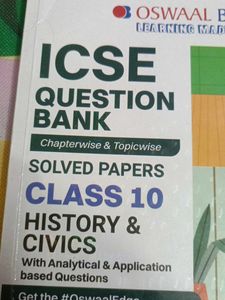 OSWAAL B
LEARNING MAD
ICSE
QUESTION
BANK
Chapterwise & Topicwise
SOLVED PAPERS
CLASS 10
HISTORY &
CIVICS
With Analytical & Application
based Questions
Get the #OswaalEdge